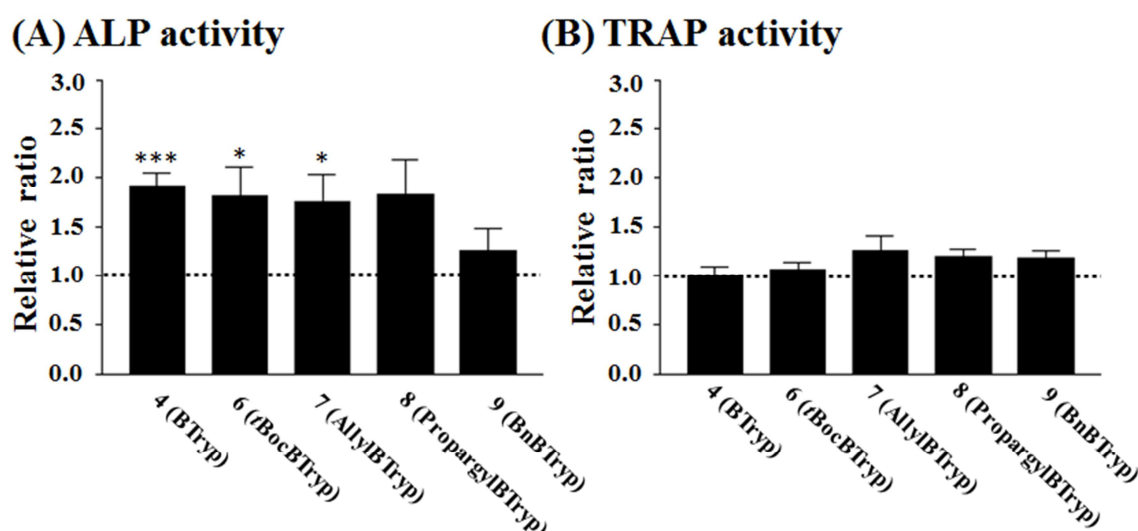 (A) ALP activity
Relative ratio
3.0
2.5
2.0
1.5
1.0
0.5
0.0
***
*
*
4 (BTryp)
6 (tBocBTryp)
7 (AllylBTryp)
8 (PropargylBTryp)
9 (BnBTryp)
(B) TRAP activity
Relative ratio
3.0
2.5
2.0
1.5
1.0
0.5
0.0
4 (BTryp)
6 (tBocBTryp)
7 (AllylBTryp)
8 (PropargylBTryp)
9 (BnBTryp)